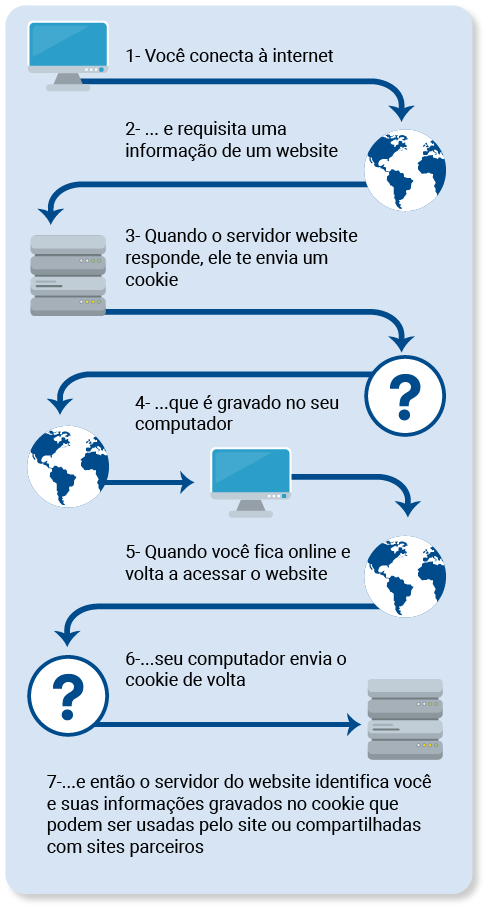 1- Você conecta à internet
2- ... e requisita uma
informação de um website
3- Quando o servidor website
responde, ele te envia um
cookie
?
4- ...que é gravado no seu
computador
5- Quando você fica online e
volta a acessar o website
?
6-...seu computador envia o
cookie de volta
7-...e então o servidor do website identifica você
e suas informações gravados no cookie que
podem ser usadas pelo site ou compartilhadas
com sites parceiros